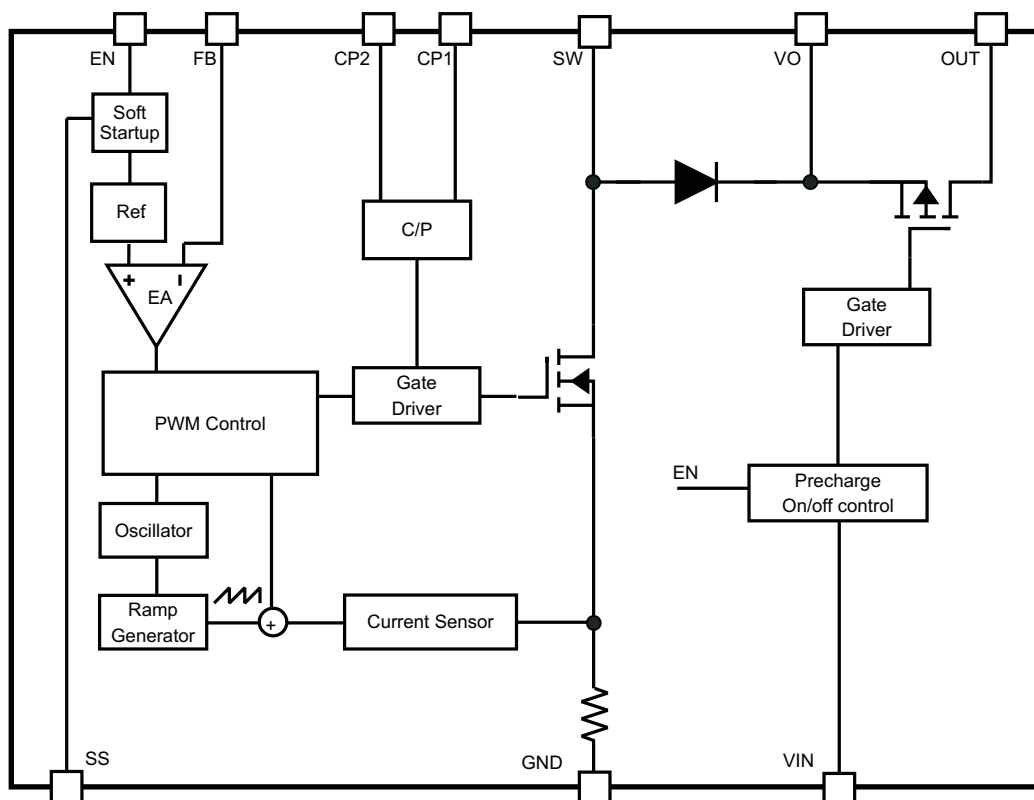 EN
FB
CP2
CP1
SW
VO
OUT
Soft
Startup
Ref
C/P
+
-
EA
Gate
Driver
Gate
Driver
PWM Control
EN
Precharge
On/off control
Oscillator
Ramp
Generator
+
Current Sensor
SS
GND
VIN